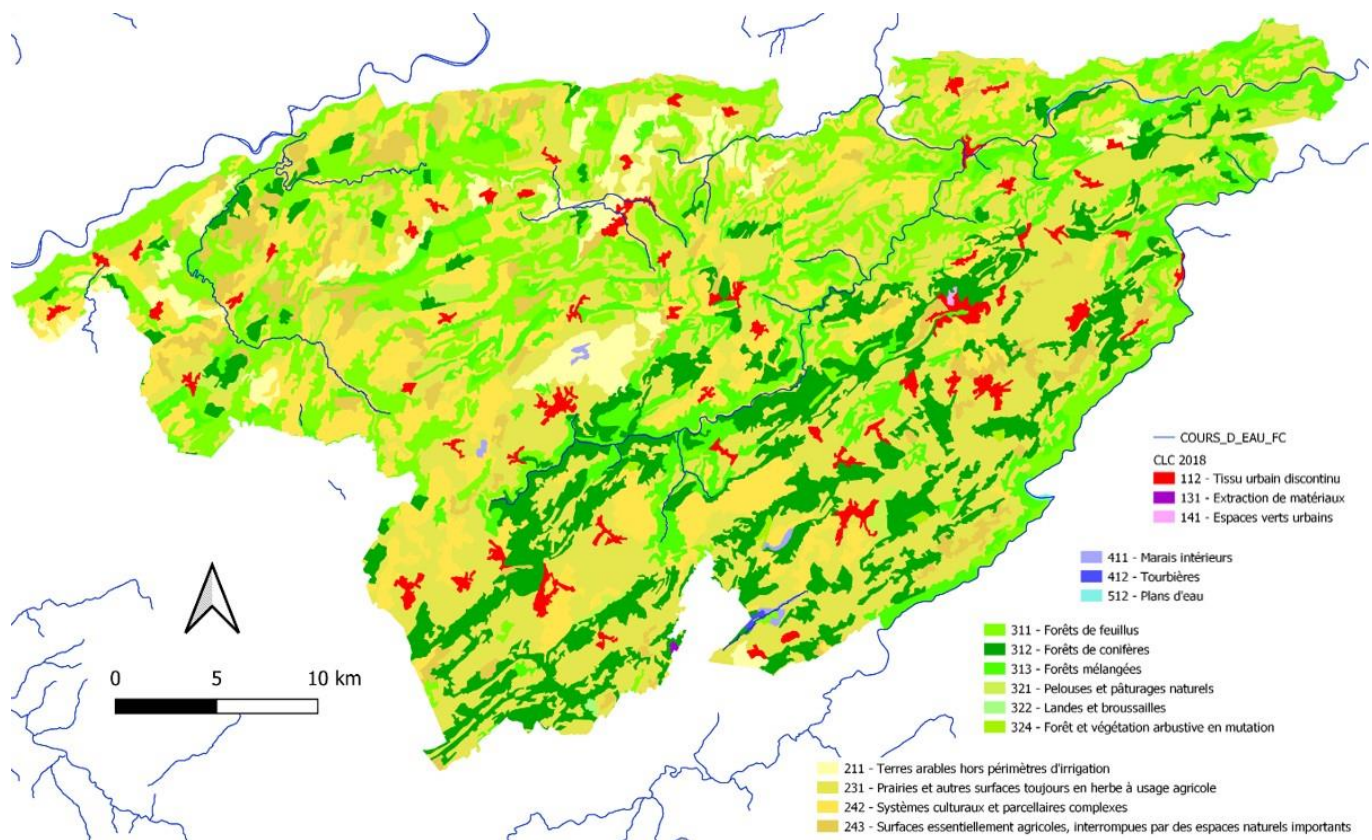 COURS_D_EAU_FC
CLC 2018
112 - Tissu urbain discontinu
131 - Extraction de matériaux
141 - Espaces verts urbains
411 - Marais intérieurs
412 - Tourbières
512 - Plans d'eau
311 - Forêts de feuillus
312 - Forêts de conifères
313 - Forêts mélangées
321 - Pelouses et pâturages naturels
322 - Landes et broussailles
324 - Forêt et végétation arbustive en mutation
0 5 10 km
211 - Terres arables hors périmètres d'irrigation
231 - Prairies et autres surfaces toujours en herbe à usage agricole
242 - Systèmes culturaux et parcellaires complexes
243 - Surfaces essentiellement agricoles, interrompues par des espaces naturels importants